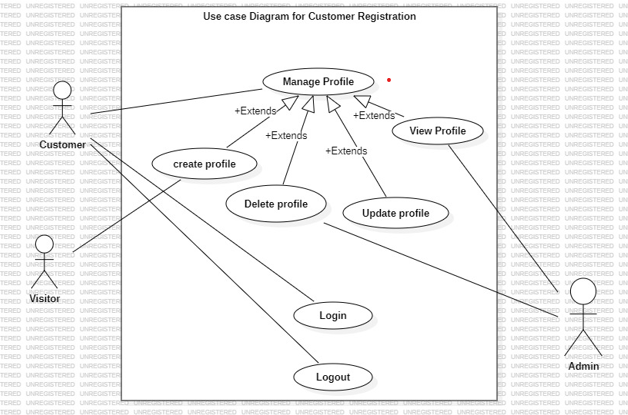 Use case Diagram for Customer Registration
Manage Profile
+Extends
+Extends
+Extends
+Extends
View Profile
Customer
create profile
Delete profile
Update profile
Visitor
Login
Admin
Logout
UNREGISTERED